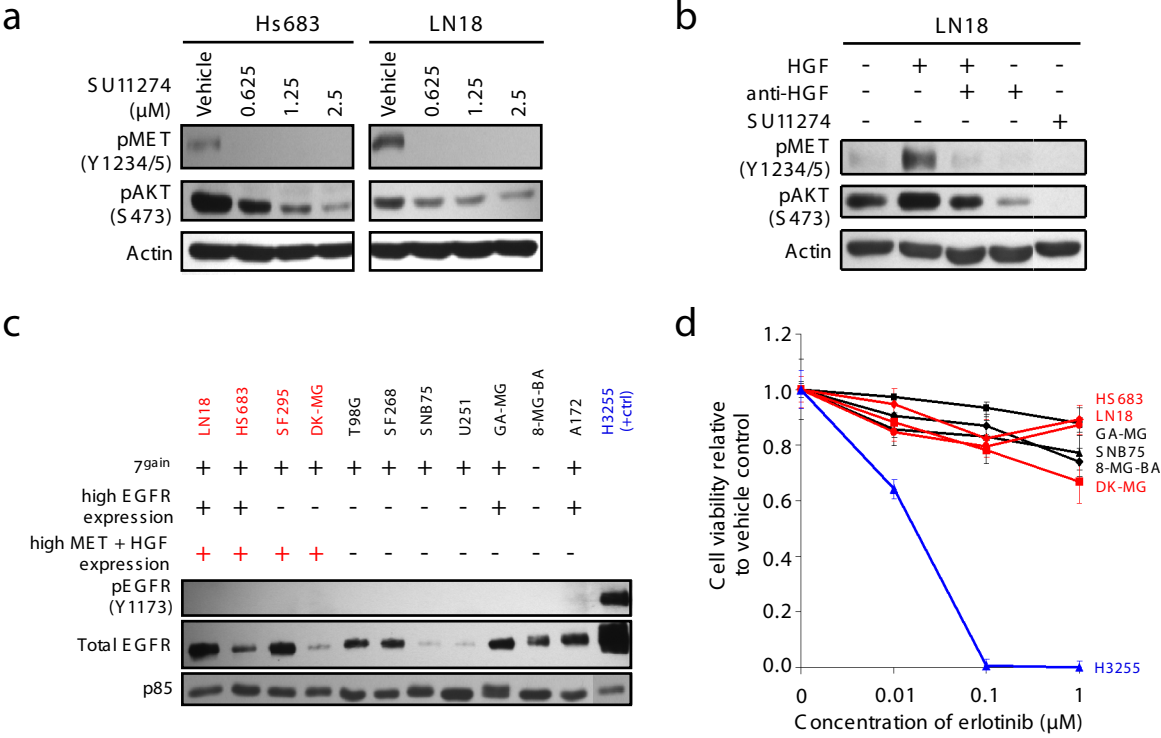 a
Hs683 LN18
SU11274
(μM)
Vehicle 0.625 1.25 2.5 Vehicle 0.625 1.25 2.5
pMET
(Y1234/5)
pAKT
(S473)
Actin
b
LN18
HGF - + + - -
anti-HGF - - + + -
SU11274 - - - - +
pMET
(Y1234/5)
pAKT
(S473)
Actin
c
LN18 HS683 SF295 DK-MG T98G SF268 SNB75 U251 GA-MG 8-MG-BA A172 H3255
(+ctrl)
7gain + + + + + + + + + - +
high EGFR
expression + + - - - - - - + - +
high MET + HGF
expression + + + + - - - - - - -
pEGFR
(Y1173)
Total EGFR
p85
d
Cell viability relative
to vehicle control
1.2
1.0
0.8
0.6
0.4
0.2
0.0
HS683
LN18
GA-MG
SNB75
8-MG-BA
DK-MG
H3255
0 0.01 0.1 1
Concentration of erlotinib (μM)